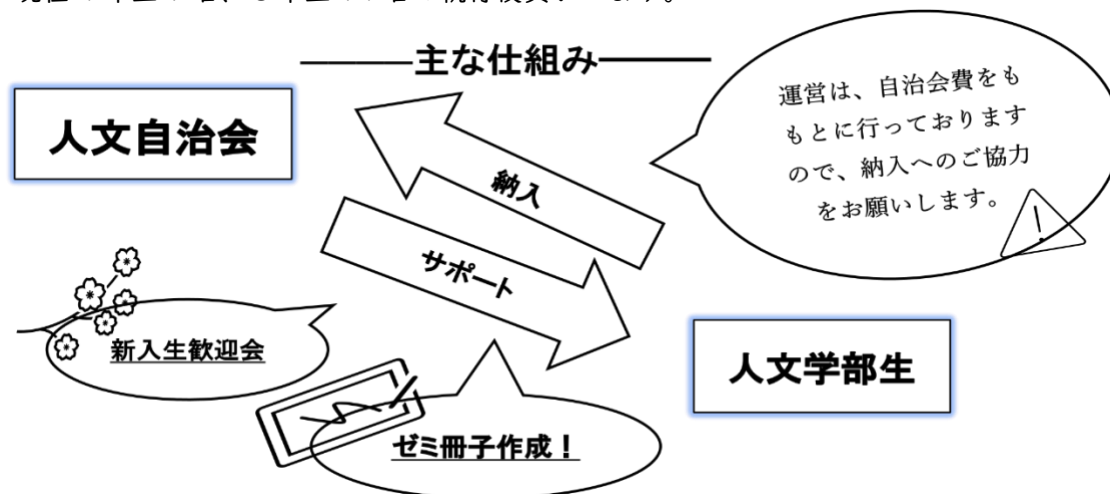 主な仕組み
人文自治会
運営は、自治会費をも
もとに行っております
ので、納入へのご協力
をお願いします。
!
納入
サポート
新入生歓迎会
人文学部生
ゼミ冊子作成！